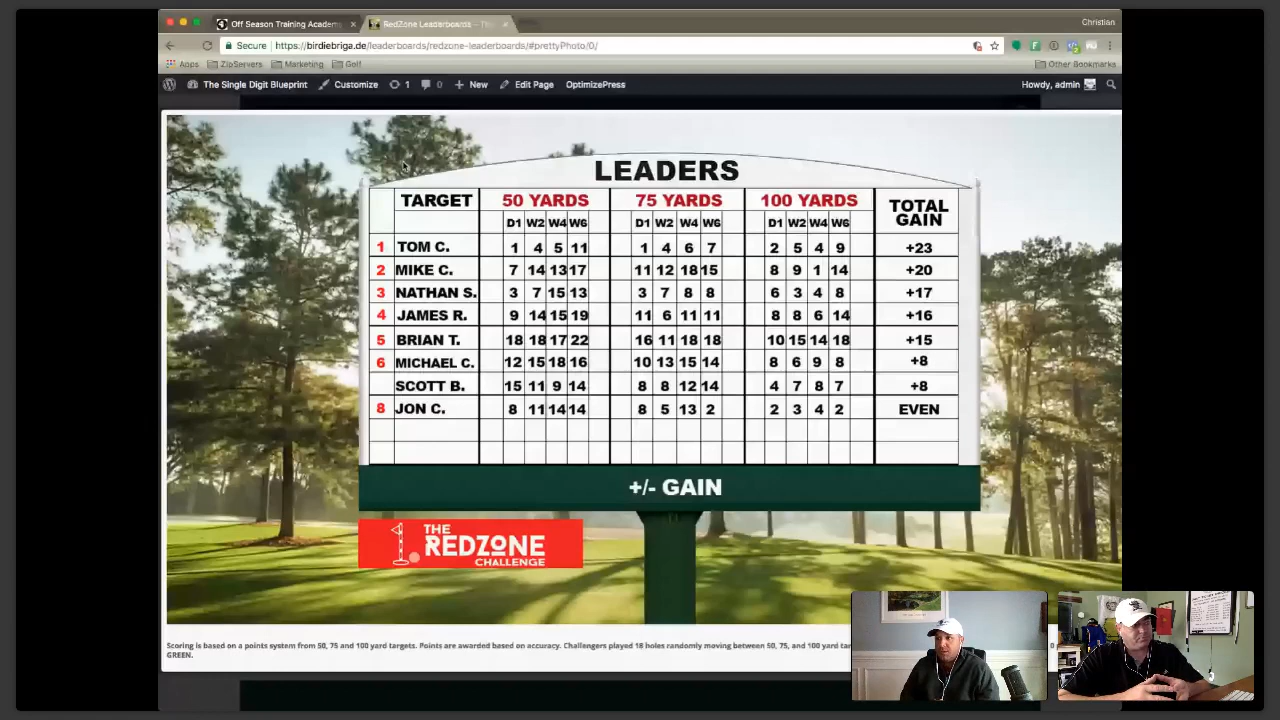 Off Season Training Academ
RedZone Leaderboards – Th
Christian
Secure https://birdiebriga.de/leaderboards/redzone-leaderboards/#prettyPhoto/0/
Apps ZipServers Marketing Golf Other Bookmarks
The Single Digit Blueprint Customize 1 0 New Edit Page OptimizePress Howdy, admin
LEADERS
TARGET 50 YARDS 75 YARDS 100 YARDS TOTAL GAIN
D1 W2 W4 W6 D1 W2 W4 W6 D1 W2 W4 W6
1 TOM C. 1 4 5 11 1 4 6 7 2 5 4 9 +23
2 MIKE C. 7 14 13 17 11 12 18 15 8 9 1 14 +20
3 NATHAN S. 3 7 15 13 3 7 8 8 6 3 4 8 +17
4 JAMES R. 9 14 15 19 11 6 11 11 8 8 6 14 +16
5 BRIAN T. 18 18 17 22 16 11 18 18 10 15 14 18 +15
6 MICHAEL C. 12 15 18 16 10 13 15 14 8 6 9 8 +8
SCOTT B. 15 11 9 14 8 8 12 14 4 7 8 7 +8
8 JON C. 8 11 14 14 8 5 13 2 2 3 4 2 EVEN
+/- GAIN
THE
REDZONE
CHALLENGE
Scoring is based on a points system from 50, 75 and 100 yard targets. Points are awarded based on accuracy. Challengers played 18 holes randomly moving between 50, 75, and 100 yard tar
GREEN.